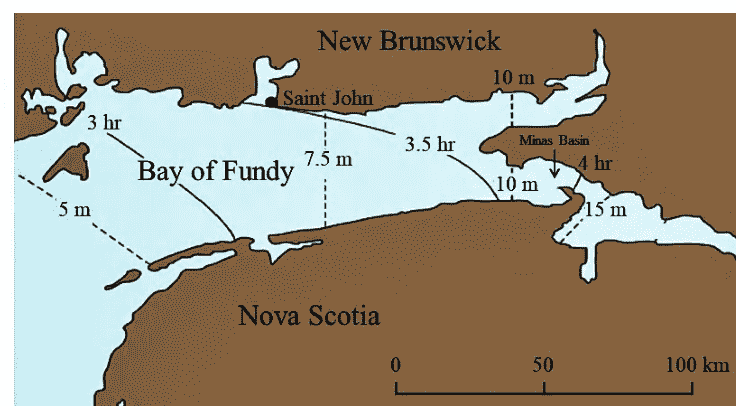 New Brunswick
10 m
Saint John
3 hr
3.5 hr
Minas Basin
7.5 m
4 hr
Bay of Fundy
10 m
5 m
15 m
Nova Scotia
0 50 100 km